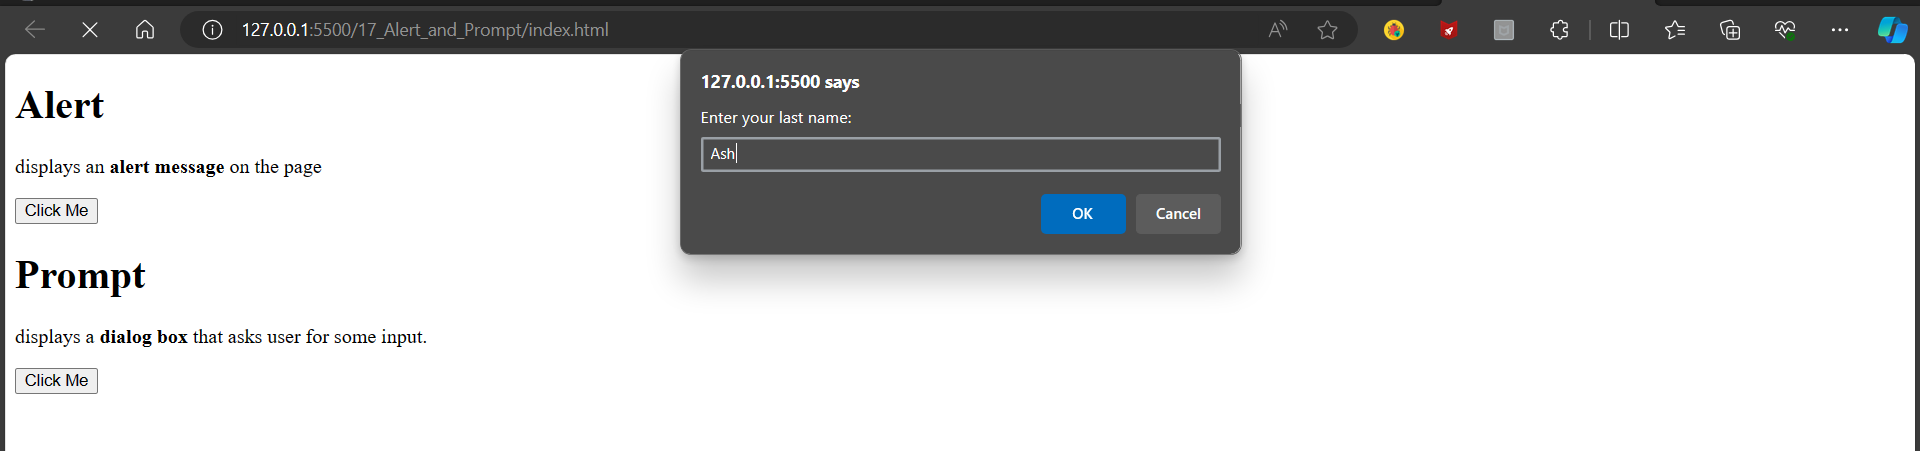 127.0.0.1:5500/17_Alert_and_Prompt/index.html
127.0.0.1:5500 says
Enter your last name:
Ash
OK
Cancel
Alert
displays an alert message on the page
Click Me
Prompt
displays a dialog box that asks user for some input.
Click Me